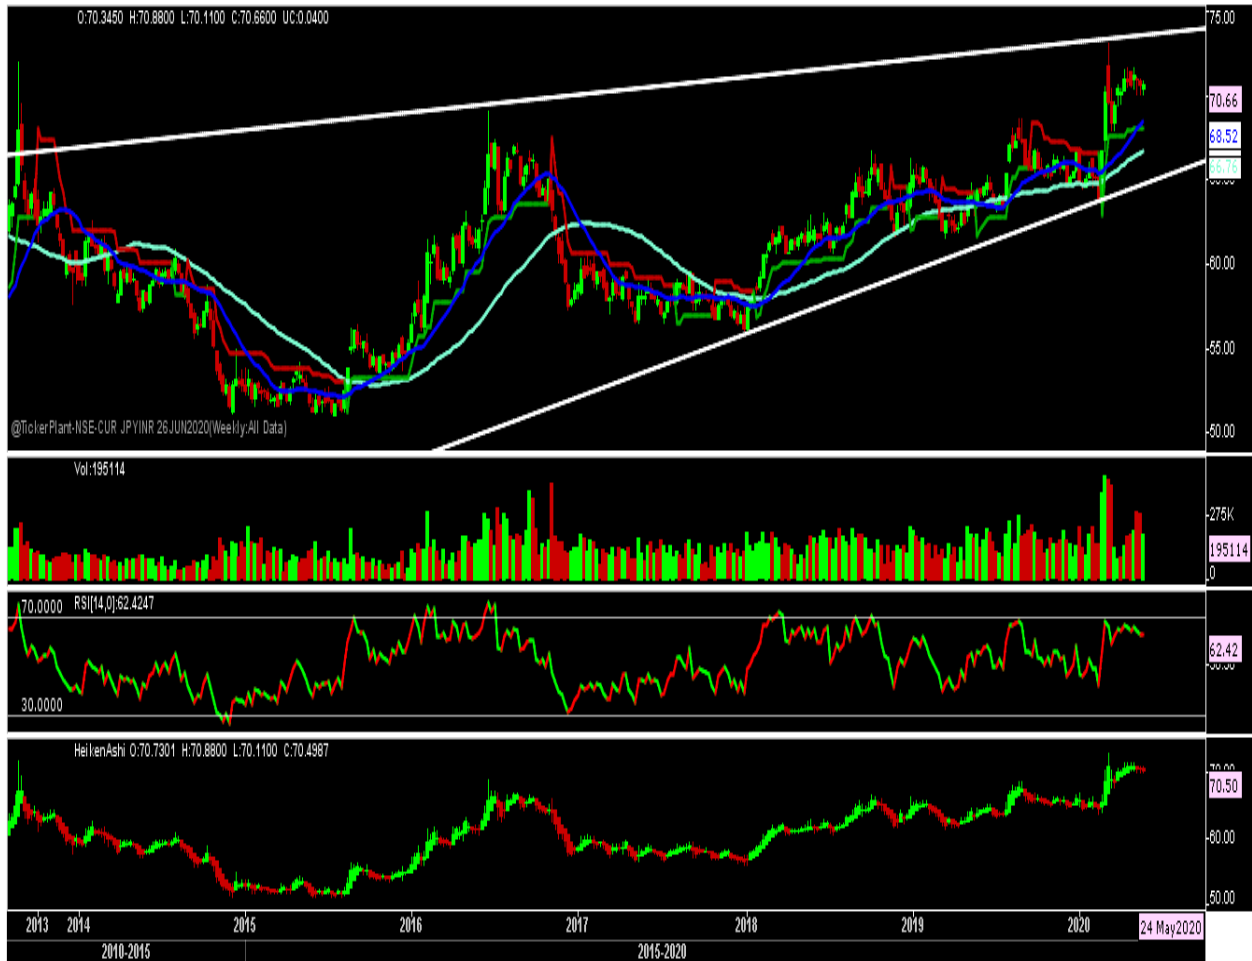 O:70.3450 H:70.8800 L:70.1100 C:70.6600 UC:0.0400
75.00
70.66
68.52
66.76
60.00
55.00
50.00
@TickerPlant-NSE-CUR JPYINR 26JUN2020(Weekly:All Data)
Vol:195114
275K
195114
0
70.0000 RSI[14,0]:62.4247
62.42
30.0000
HeikenAshi O:70.7301 H:70.8800 L:70.1100 C:70.4987
70.50
60.00
50.00
2013 2014 2015 2016 2017 2018 2019 2020 24 May2020
2010-2015 2015-2020